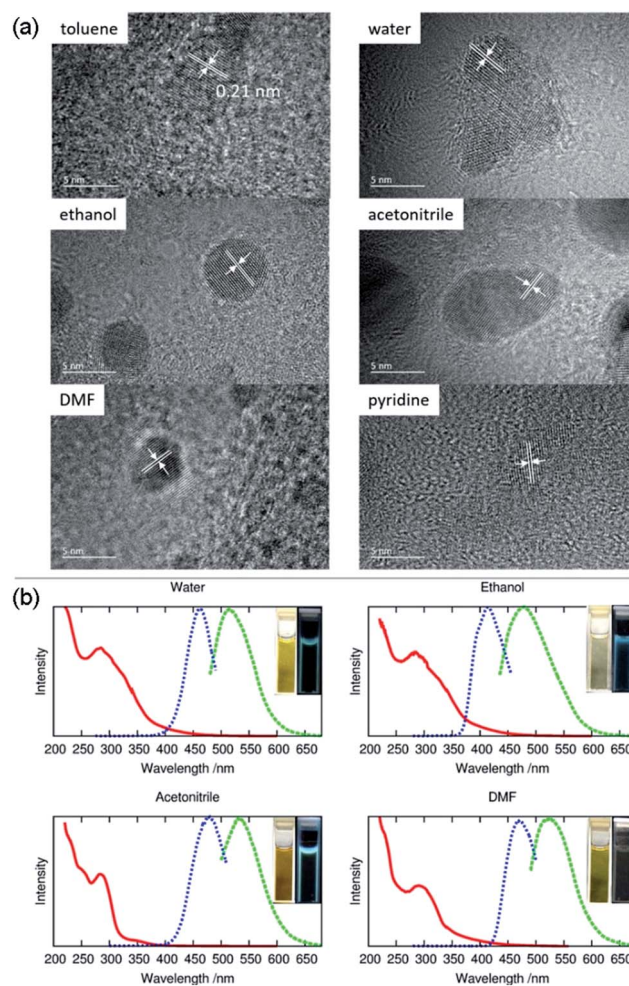 (a)
toluene
0.21 nm
5 nm
water
5 nm
ethanol
5 nm
acetonitrile
5 nm
DMF
5 nm
pyridine
5 nm
(b)
Water
Intensity
200 250 300 350 400 450 500 550 600 650
Wavelength /nm
Ethanol
Intensity
200 250 300 350 400 450 500 550 600 650
Wavelength /nm
Acetonitrile
Intensity
200 250 300 350 400 450 500 550 600 650
Wavelength /nm
DMF
Intensity
200 250 300 350 400 450 500 550 600 650
Wavelength /nm